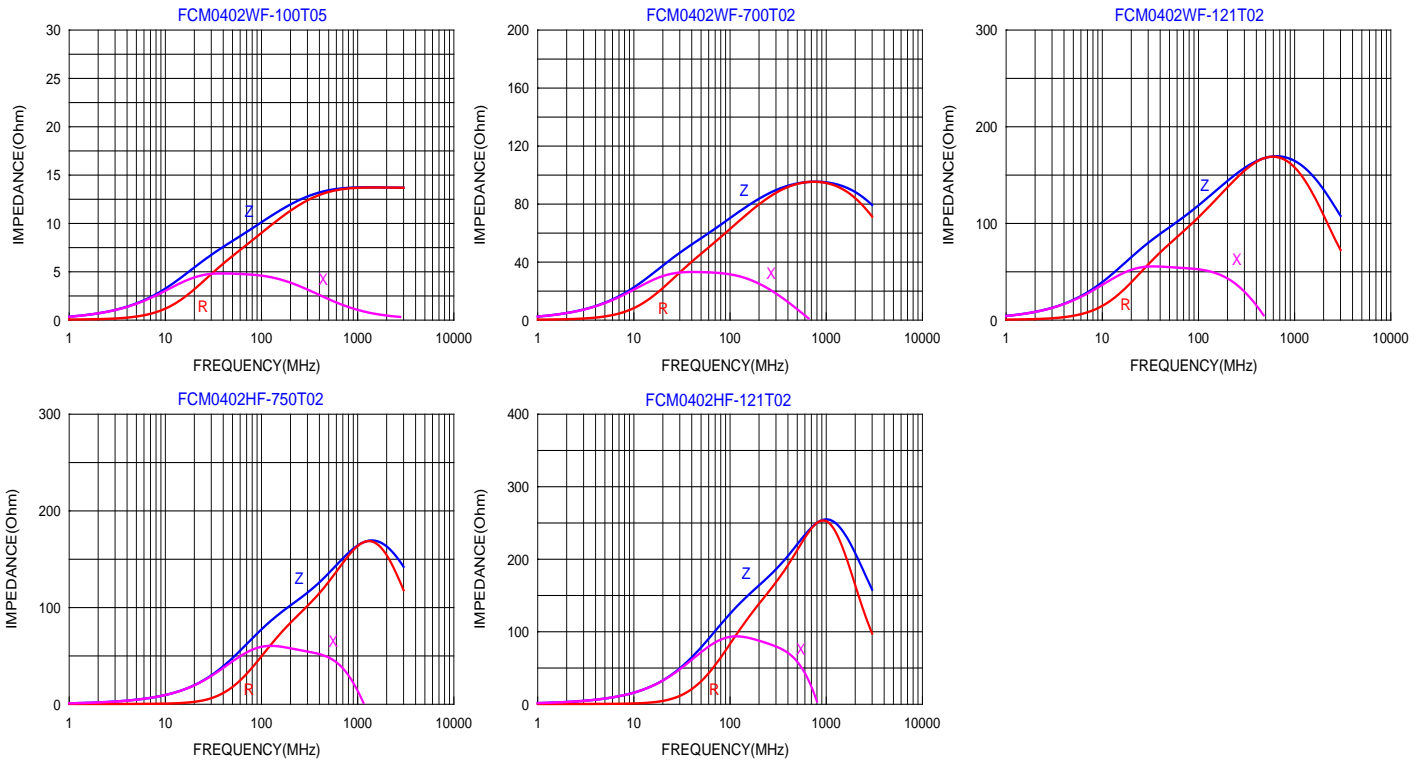 FCM0402WF-100T05
IMPEDANCE(Ohm)
30
25
20
15
10
5
0
Z
X
R
1
10
100
1000
10000
FREQUENCY(MHz)
FCM0402WF-700T02
IMPEDANCE(Ohm)
200
160
120
80
40
0
Z
X
R
1
10
100
1000
10000
FREQUENCY(MHz)
FCM0402WF-121T02
IMPEDANCE(Ohm)
300
200
100
0
Z
X
R
1
10
100
1000
10000
FREQUENCY(MHz)
FCM0402HF-750T02
IMPEDANCE(Ohm)
300
200
100
0
Z
X
R
1
10
100
1000
10000
FREQUENCY(MHz)
FCM0402HF-121T02
IMPEDANCE(Ohm)
400
300
200
100
0
Z
X
R
1
10
100
1000
10000
FREQUENCY(MHz)